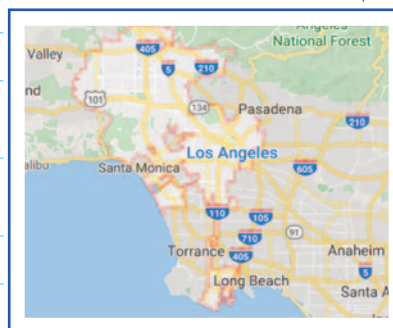 Angeles
National Forest
Valley
405
5
210
nd
101
134
Pasadena
210
Los Angeles
alibu
Santa Monica
605
110
105
710
91
Torrance
405
Anaheim
5
Long Beach
Santa A